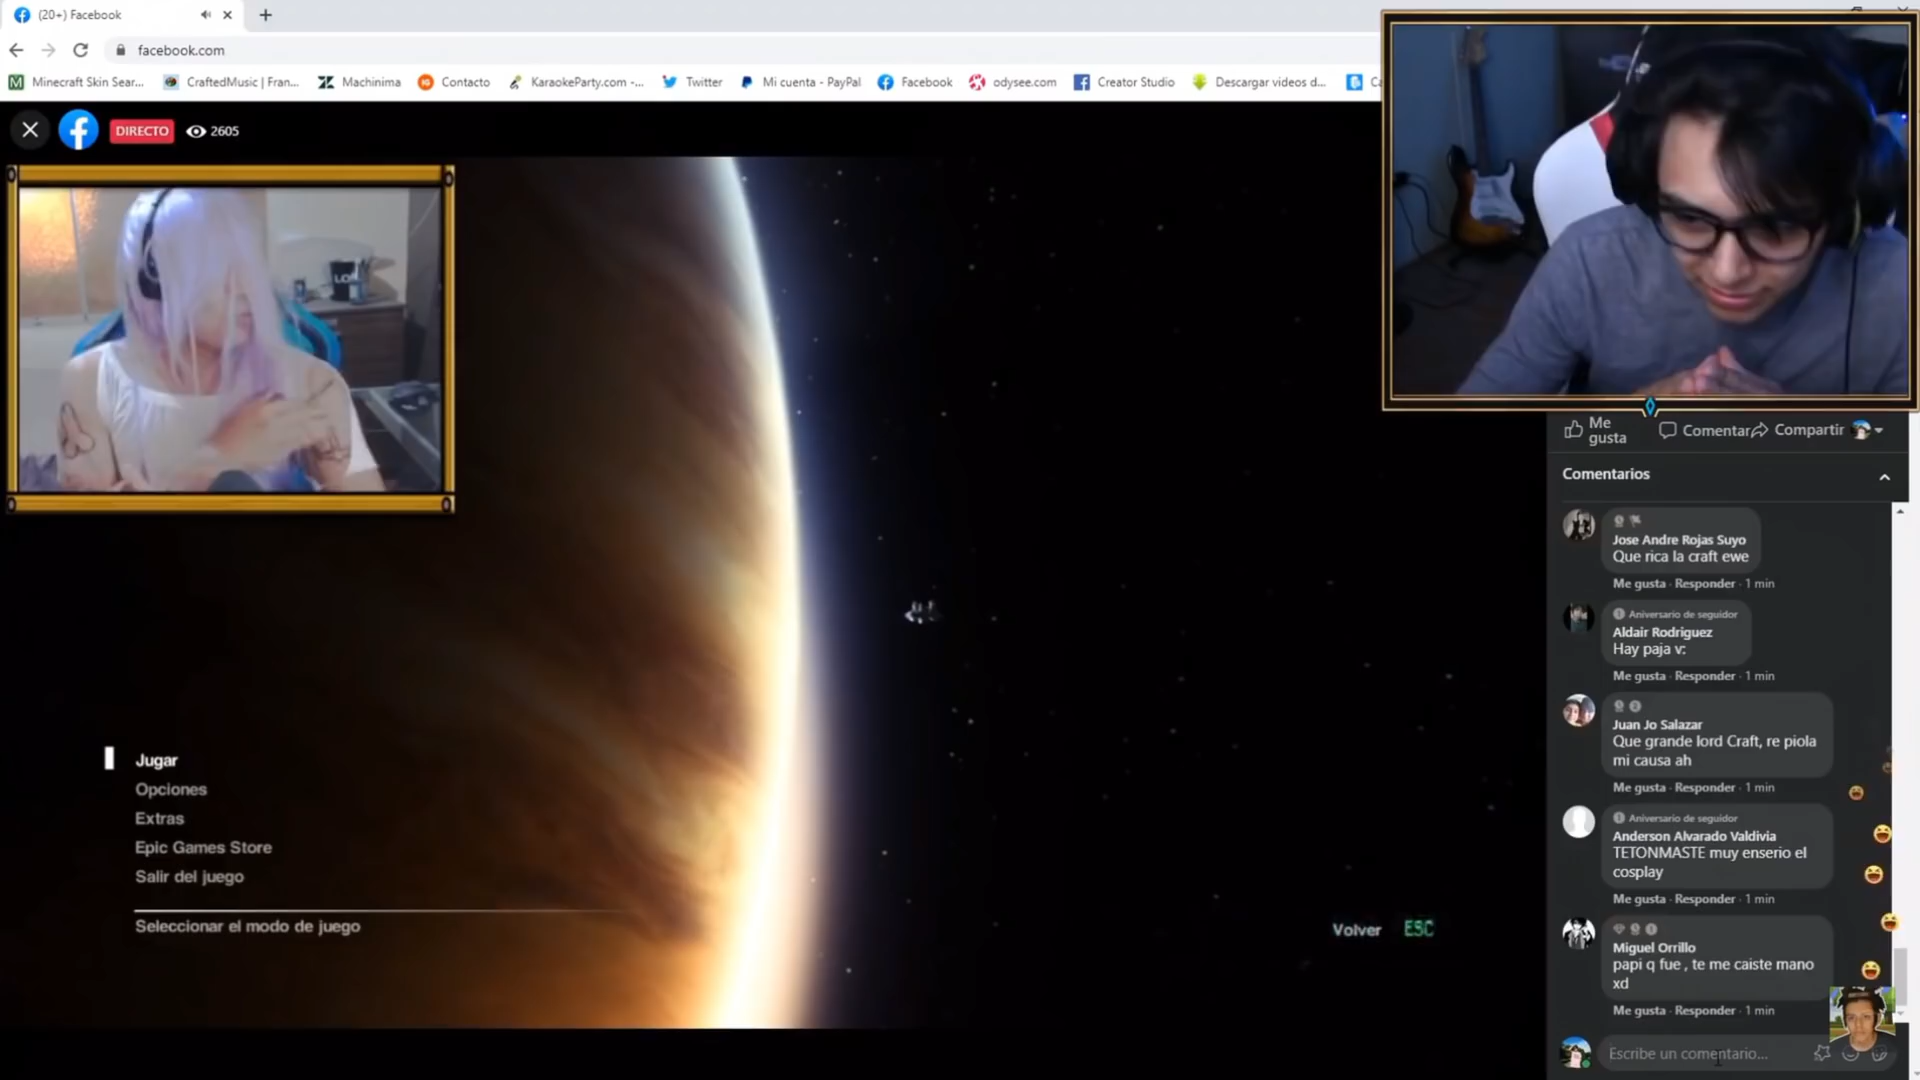 (20+) Facebook
facebook.com
Minecraft Skin Sear...
CraftedMusic | Fran...
Machinima
Contacto
KaraokeParty.com -...
Twitter
Mi cuenta - PayPal
Facebook
odysee.com
Creator Studio
Descargar videos d...
DIRECTO
2605
Me gusta
Comentar
Compartir
Comentarios
Jose Andre Rojas Suyo
Que rica la craft ewe
Me gusta · Responder · 1 min
Aniversario de seguidor
Aldair Rodriguez
Hay paja v:
Me gusta · Responder · 1 min
Juan Jo Salazar
Que grande lord Craft, re piola
mi causa ah
Me gusta · Responder · 1 min
Aniversario de seguidor
Anderson Alvarado Valdivia
TETONMASTE muy enserio el
cosplay
Me gusta · Responder · 1 min
Miguel Orrillo
papi q fue , te me caiste mano
xd
Me gusta · Responder · 1 min
Escribe un comentario...
Jugar
Opciones
Extras
Epic Games Store
Salir del juego
Seleccionar el modo de juego
Volver ESC